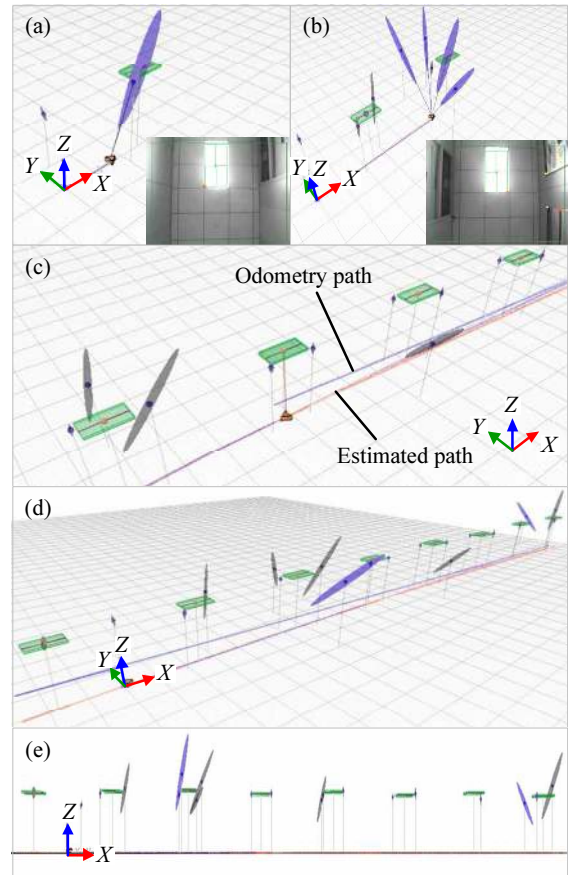 (a)
Z
Y
X
(b)
Z
Y
X
(c)
Odometry path
Estimated path
Z
Y
X
(d)
Z
Y
X
(e)
Z
X